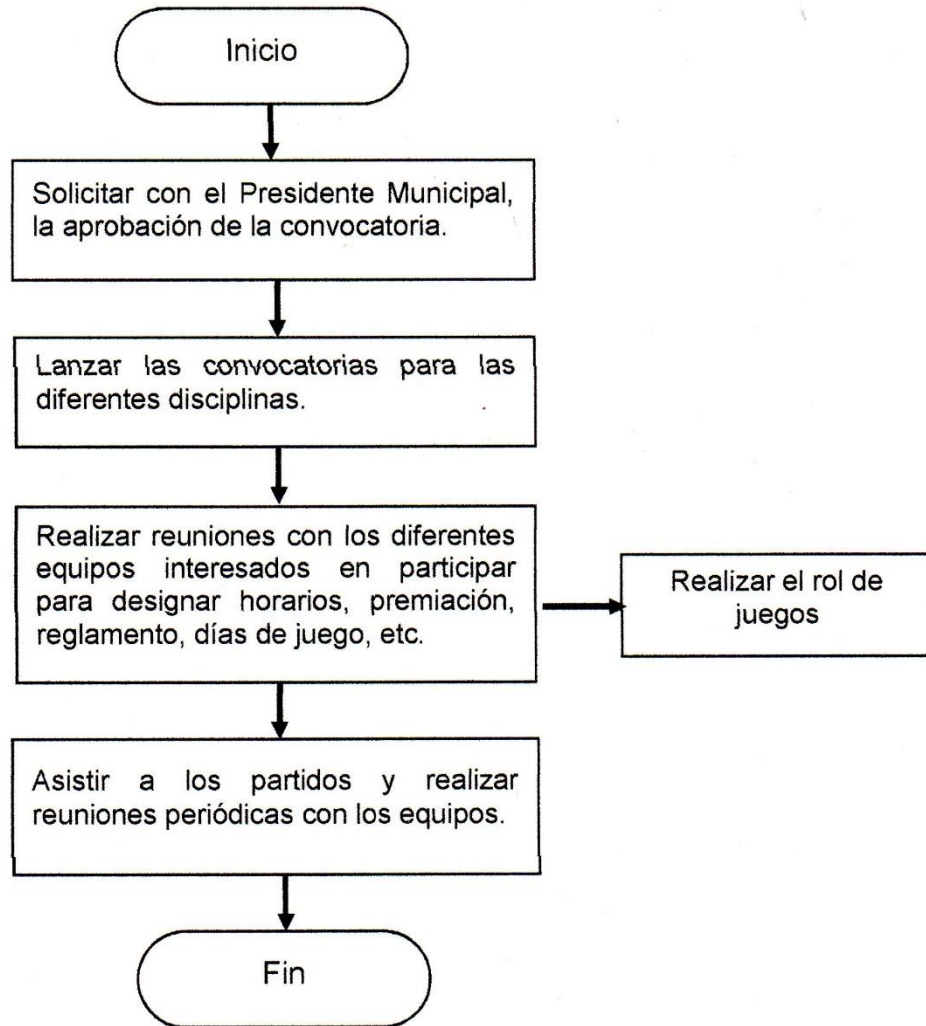 Inicio
Solicitar con el Presidente Municipal,
la aprobación de la convocatoria.
Lanzar las convocatorias para las
diferentes disciplinas.
Realizar reuniones con los diferentes
equipos interesados en participar
para designar horarios, premiación,
reglamento, días de juego, etc.
Realizar el rol de
juegos
Asistir a los partidos y realizar
reuniones periódicas con los equipos.
Fin